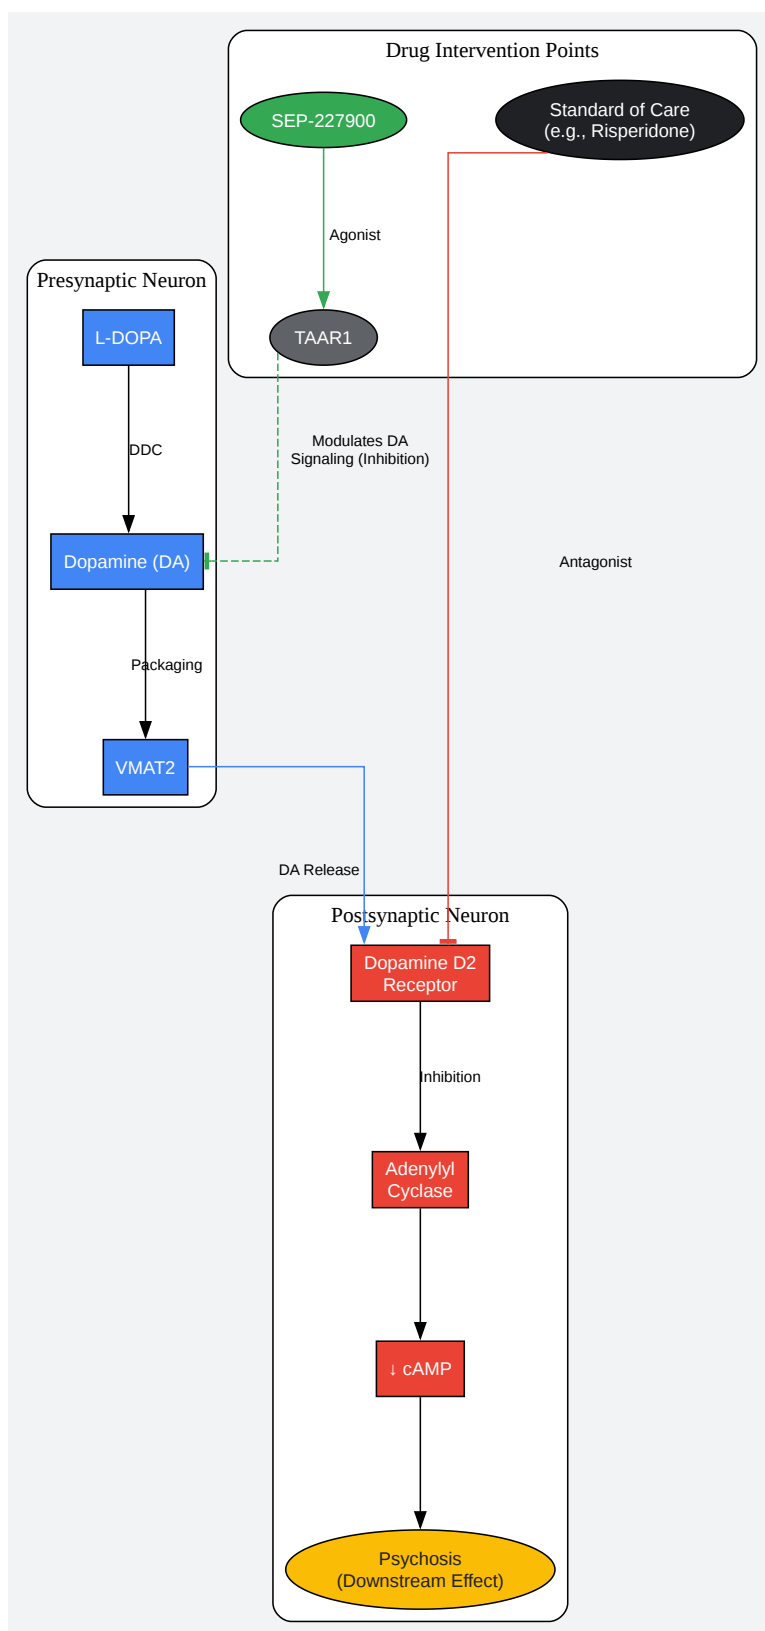 Drug Intervention Points
SEP-227900
Standard of Care
(e.g., Risperidone)
Agonist
TAAR1
Presynaptic Neuron
L-DOPA
DDC
Modulates DA
Signaling (Inhibition)
Dopamine (DA)
Antagonist
Packaging
VMAT2
DA Release
Postsynaptic Neuron
Dopamine D2
Receptor
Inhibition
Adenylyl
Cyclase
↓ cAMP
Psychosis
(Downstream Effect)